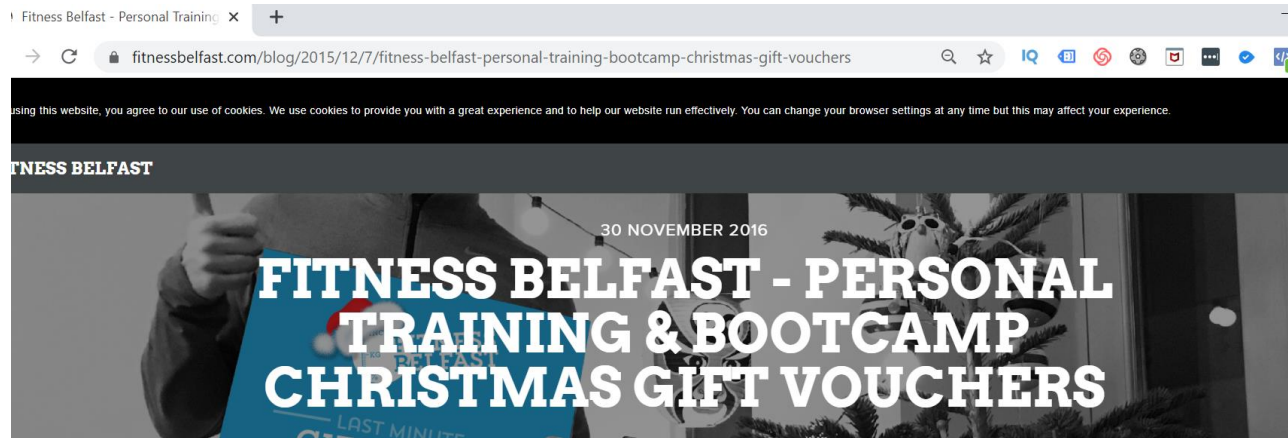 Fitness Belfast - Personal Training
fitnessbelfast.com/blog/2015/12/7/fitness-belfast-personal-training-bootcamp-christmas-gift-vouchers
IQ
using this website, you agree to our use of cookies. We use cookies to provide you with a great experience and to help our website run effectively. You can change your browser settings at any time but this may affect your experience.
TNESS BELFAST
30 NOVEMBER 2016
FITNESS BELFAST - PERSONAL
TRAINING & BOOTCAMP
CHRISTMAS GIFT VOUCHERS
FITNESS
BELFAST
LAST MINUTE